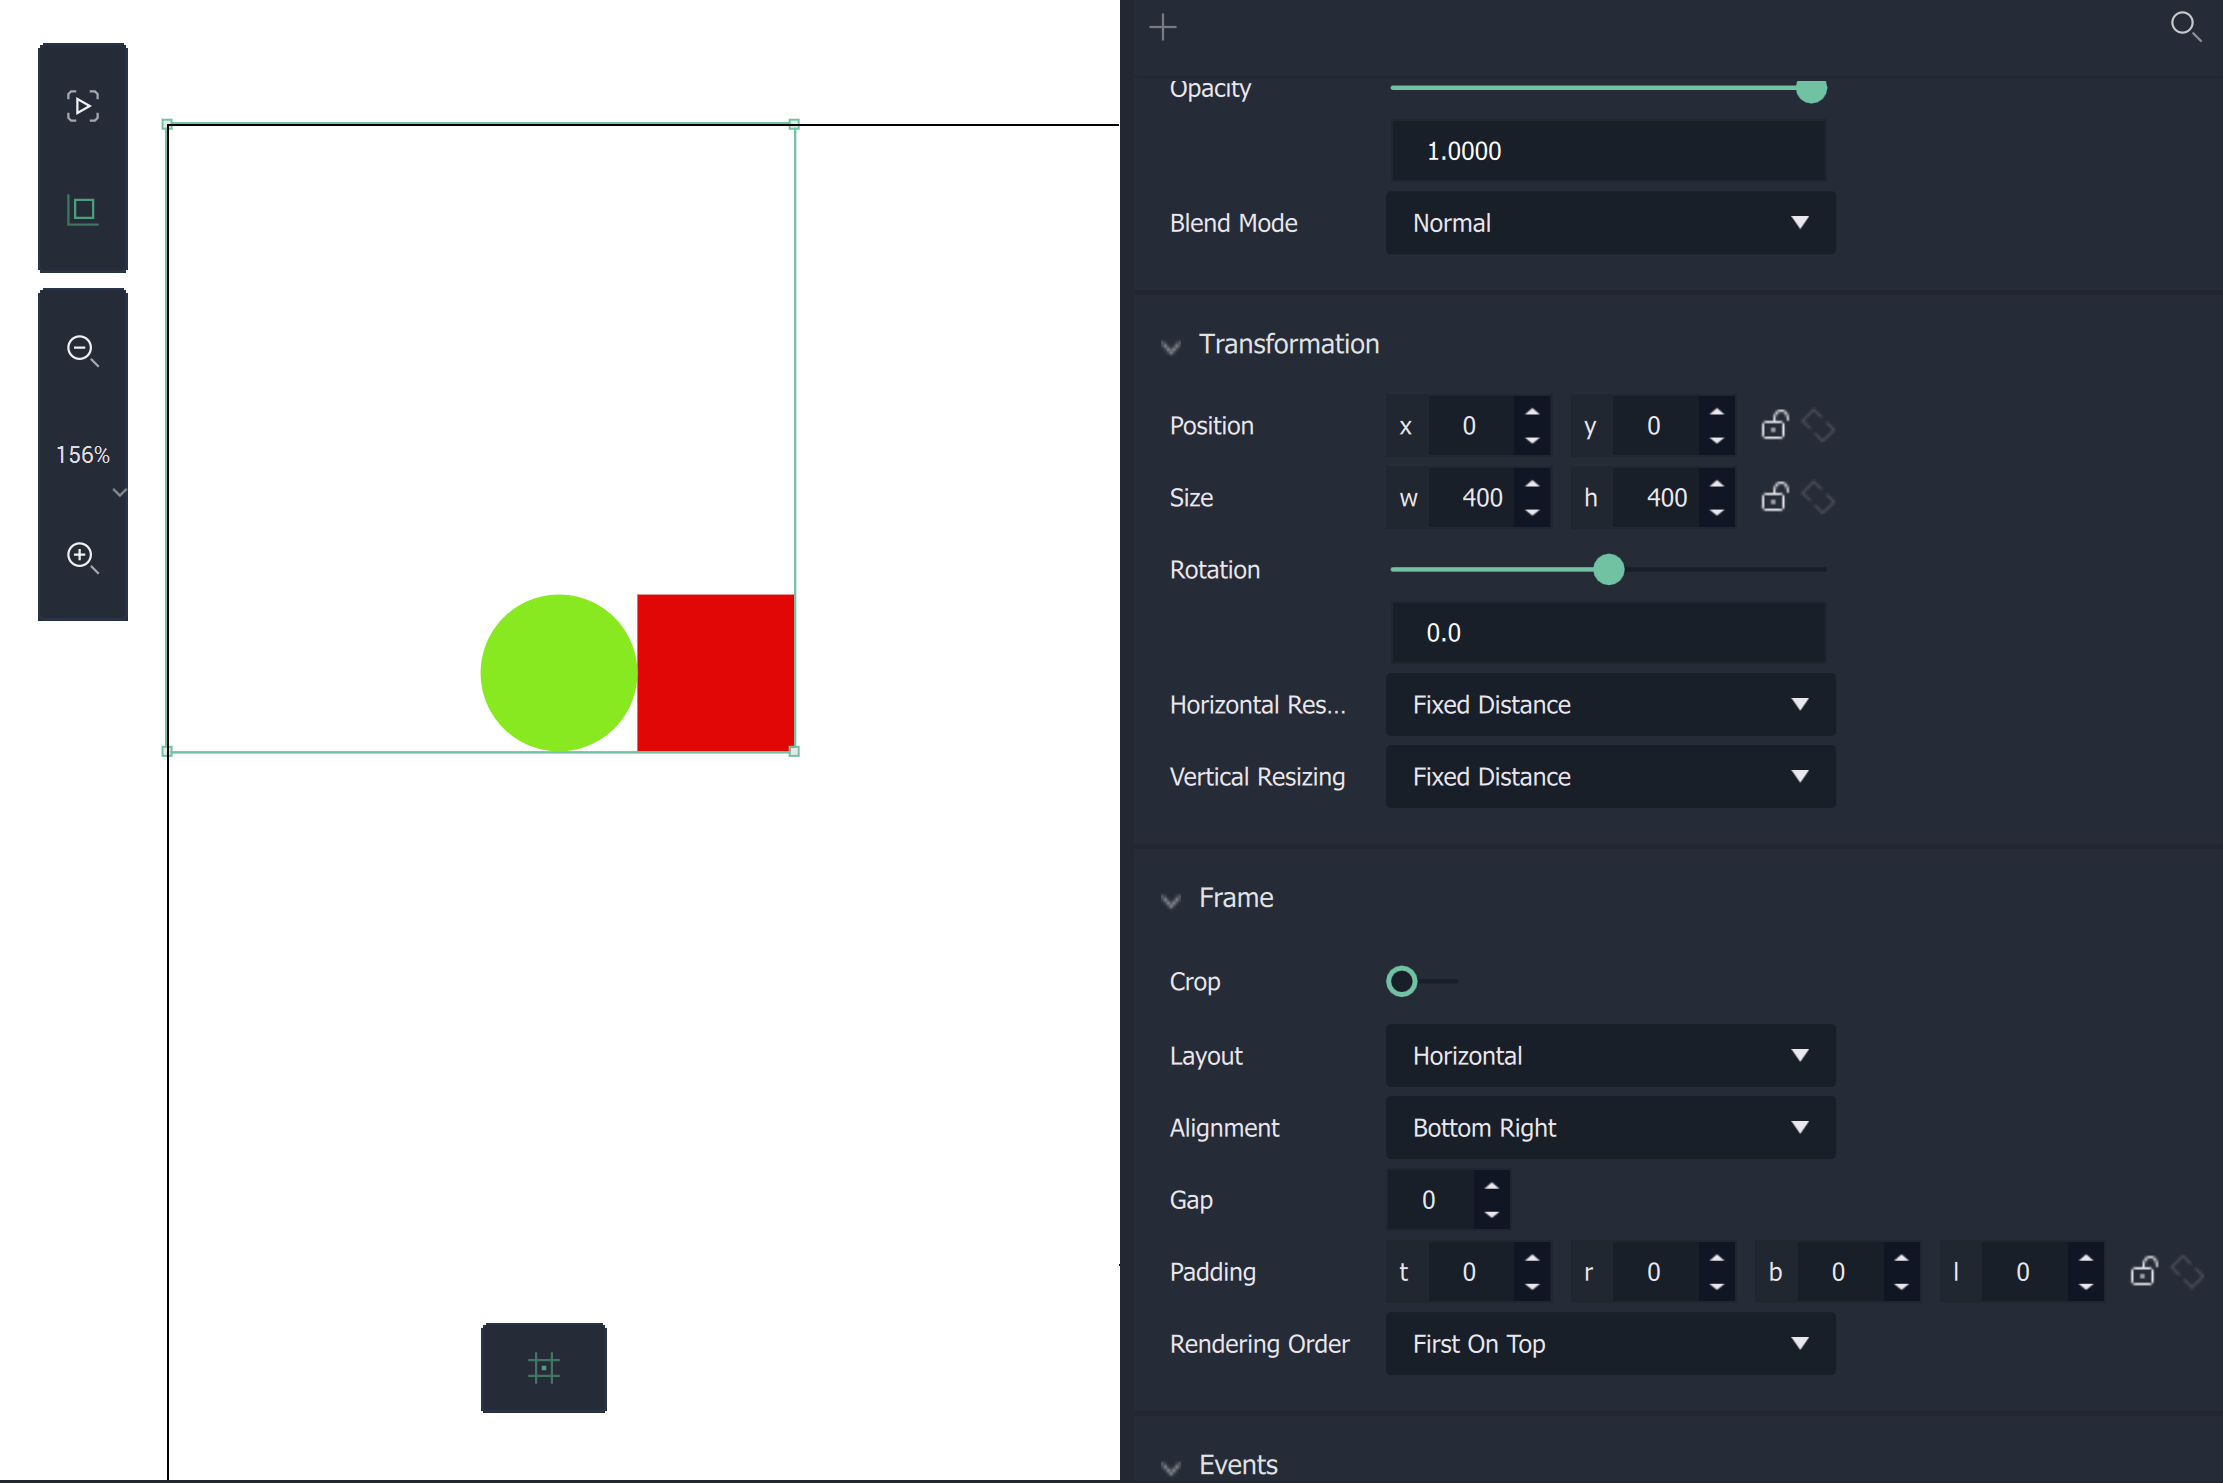 Opacity
1.0000
Blend Mode Normal
Transformation
Position x 0 y 0
156%
Size w 400 h 400
Rotation
0.0
Horizontal Res... Fixed Distance
Vertical Resizing Fixed Distance
Frame
Crop
Layout Horizontal
Alignment Bottom Right
Gap 0
Padding t 0 r 0 b 0 l 0
Rendering Order First On Top
Events